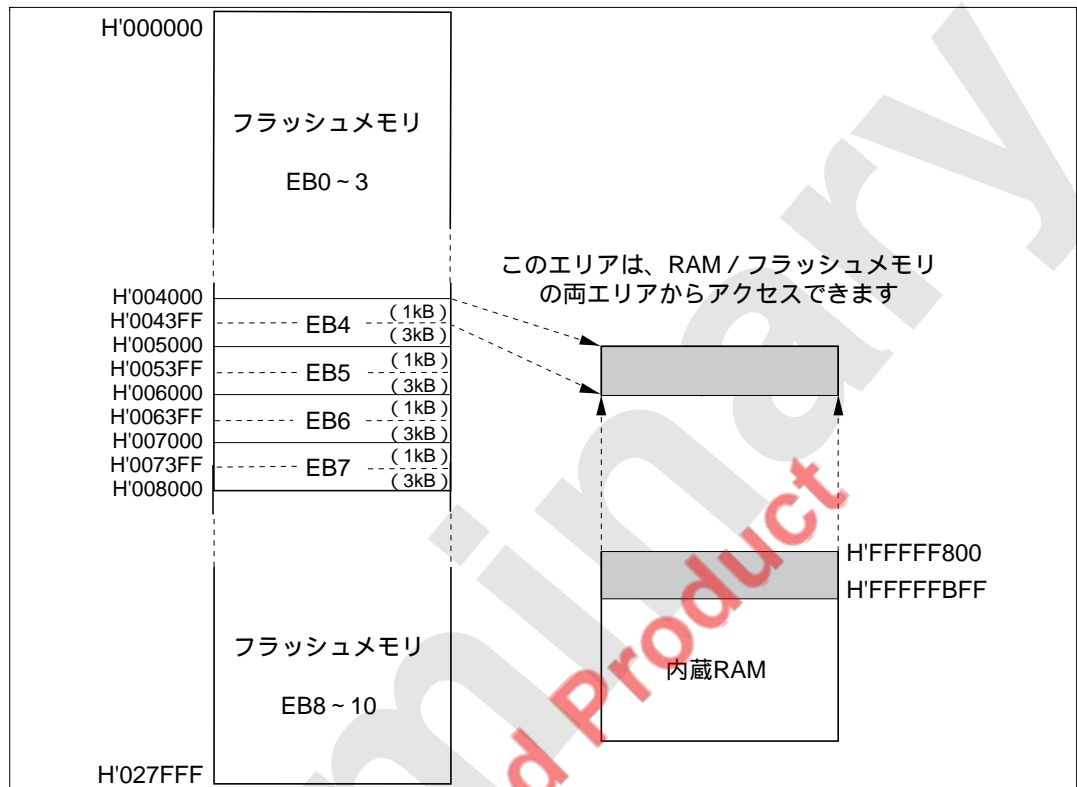 H'000000
フラッシュメモリ
EB0 ~ 3
このエリアは、RAM / フラッシュメモリ
の両エリアからアクセスできます
H'004000
H'0043FF
H'005000
H'0053FF
H'006000
H'0063FF
H'007000
H'0073FF
H'008000
EB4
(1kB)
(3kB)
EB5
(1kB)
(3kB)
EB6
(1kB)
(3kB)
EB7
(1kB)
(3kB)
H'FFFFF800
H'FFFFFBFF
内蔵RAM
フラッシュメモリ
EB8 ~ 10
H'027FFF
minary
d Product